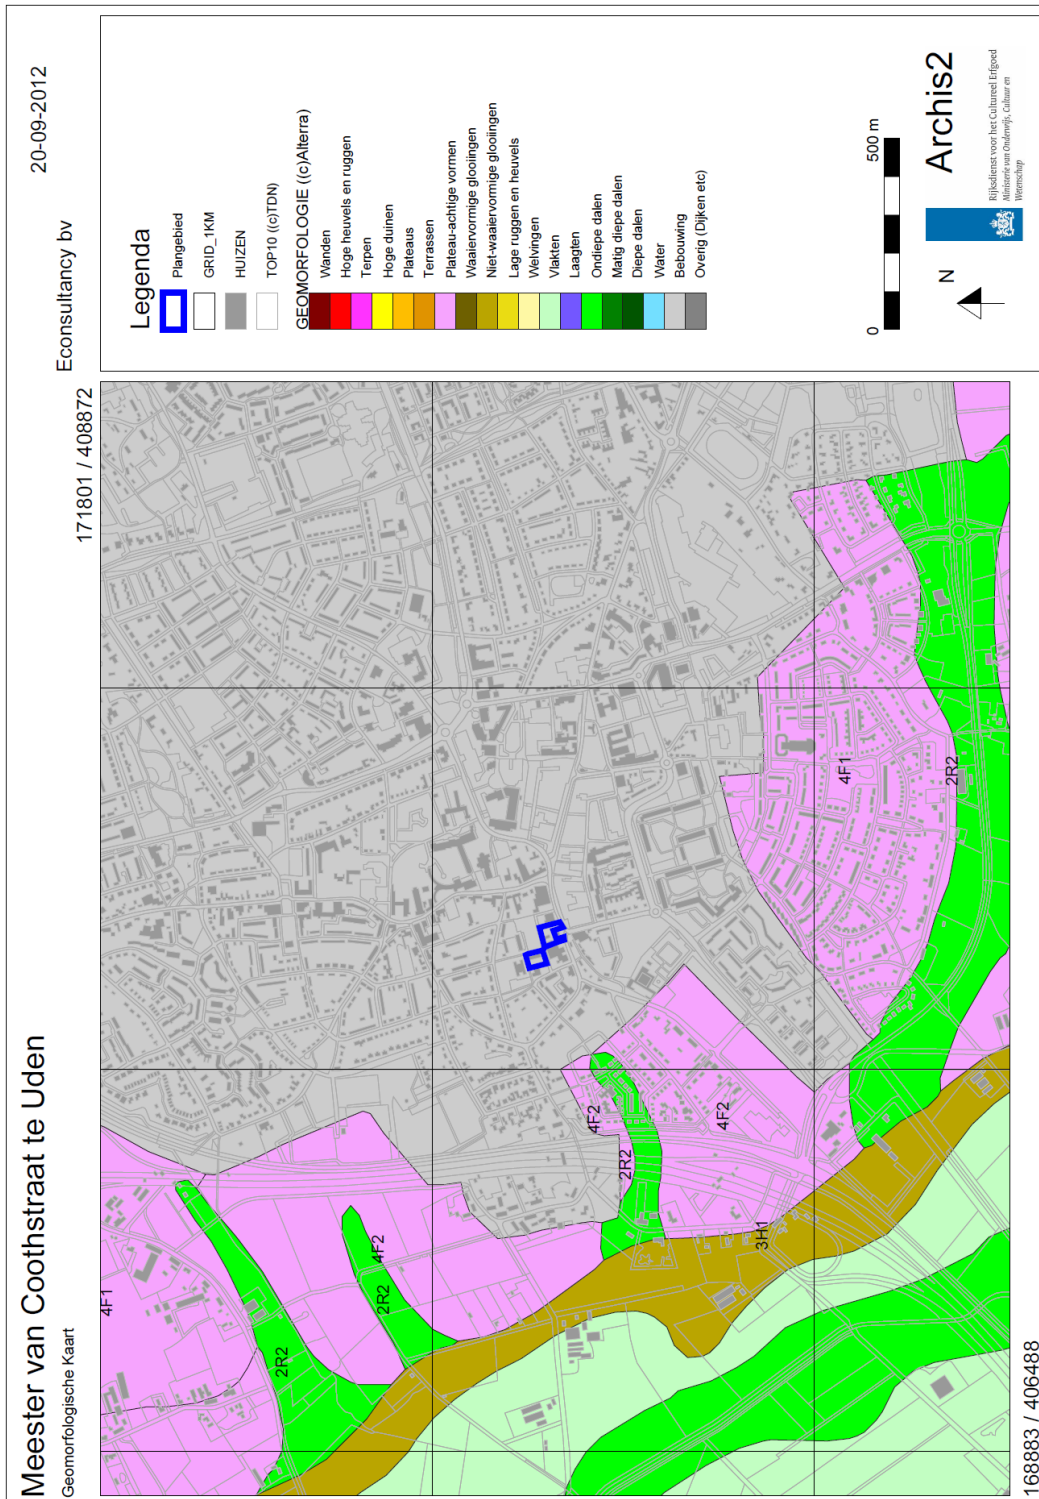 Meester van Coothstraat te Uden
Geomorfologische Kaart
Econsultancy bv
20-09-2012
171801 / 408872
168883 / 406488
4F1
2R2
2R2
4F2
4F2
2R2
4F2
3H1
4F1
2R2
Legenda
Plangebied
GRID_1KM
HUIZEN
TOP10 ((c)TDN)
GEOMORFOLOGIE ((c)Alterra)
Wanden
Hoge heuvels en ruggen
Terpen
Hoge duinen
Plateaus
Terrassen
Plateau-achtige vormen
Waaiervormige glooiingen
Niet-waaiervormige glooiingen
Lage ruggen en heuvels
Welvingen
Vlakten
Laagten
Ondiepe dalen
Matig diepe dalen
Diepe dalen
Water
Bebouwing
Overig (Dijken etc)
0
500 m
N
Archis2
Rijksdienst voor het Cultureel Erfgoed
Ministerie van Onderwijs, Cultuur en
Wetenschap